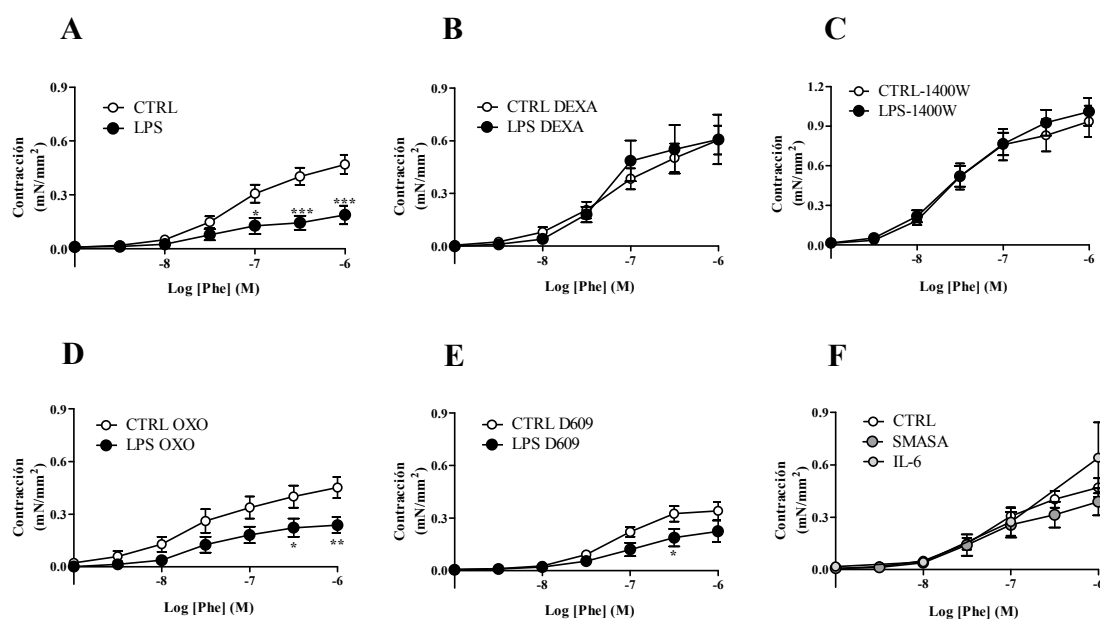 A
0.9
0.6
0.3
0.0
Contracción
(mN/mm²)
CTRL
LPS
*
***
***
-8
-7
-6
Log [Phe] (M)
B
0.9
0.6
0.3
0.0
Contracción
(mN/mm²)
CTRL DEXA
LPS DEXA
-8
-7
-6
Log [Phe] (M)
C
1.2
0.9
0.6
0.3
0.0
Contracción
(mN/mm²)
CTRL-1400W
LPS-1400W
-8
-7
-6
Log [Phe] (M)
D
0.9
0.6
0.3
0.0
Contracción
(mN/mm²)
CTRL OXO
LPS OXO
*
**
-8
-7
-6
Log [Phe] (M)
E
0.9
0.6
0.3
0.0
Contracción
(mN/mm²)
CTRL D609
LPS D609
*
-8
-7
-6
Log [Phe] (M)
F
0.9
0.6
0.3
0.0
Contracción
(mN/mm²)
CTRL
SMASA
IL-6
-8
-7
-6
Log [Phe] (M)